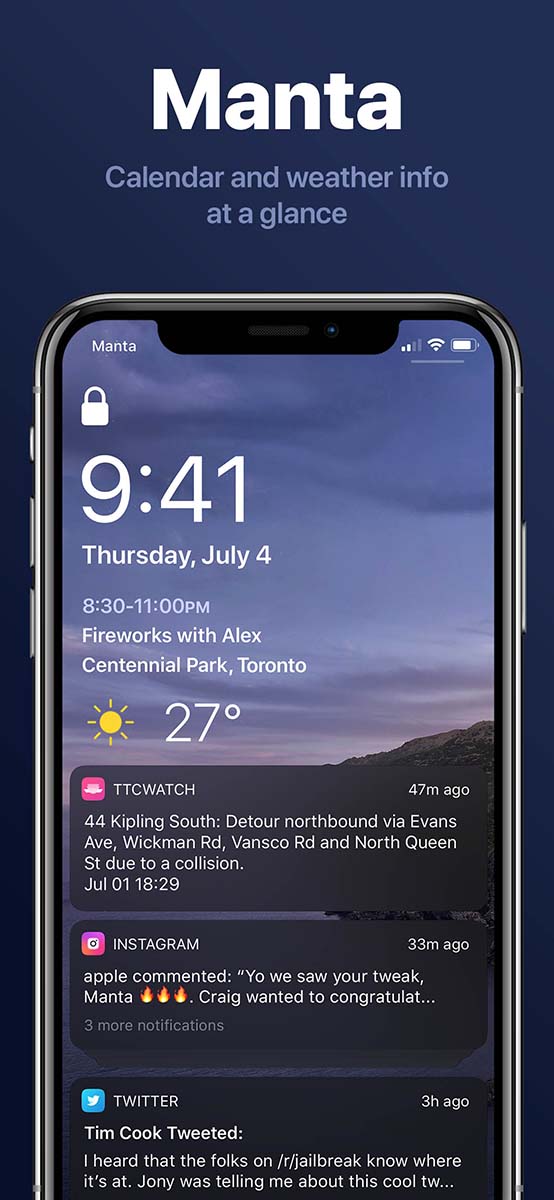 Manta
Calendar and weather info
at a glance
Manta
9:41
Thursday, July 4
8:30-11:00PM
Fireworks with Alex
Centennial Park, Toronto
27°
TTCWATCH 47m ago
44 Kipling South: Detour northbound via Evans
Ave, Wickman Rd, Vansco Rd and North Queen
St due to a collision.
Jul 01 18:29
INSTAGRAM 33m ago
apple commented: “Yo we saw your tweak,
Manta 🔥🔥🔥. Craig wanted to congratulat...
3 more notifications
TWITTER 3h ago
Tim Cook Tweeted:
I heard that the folks on /r/jailbreak know where
it’s at. Jony was telling me about this cool tw...